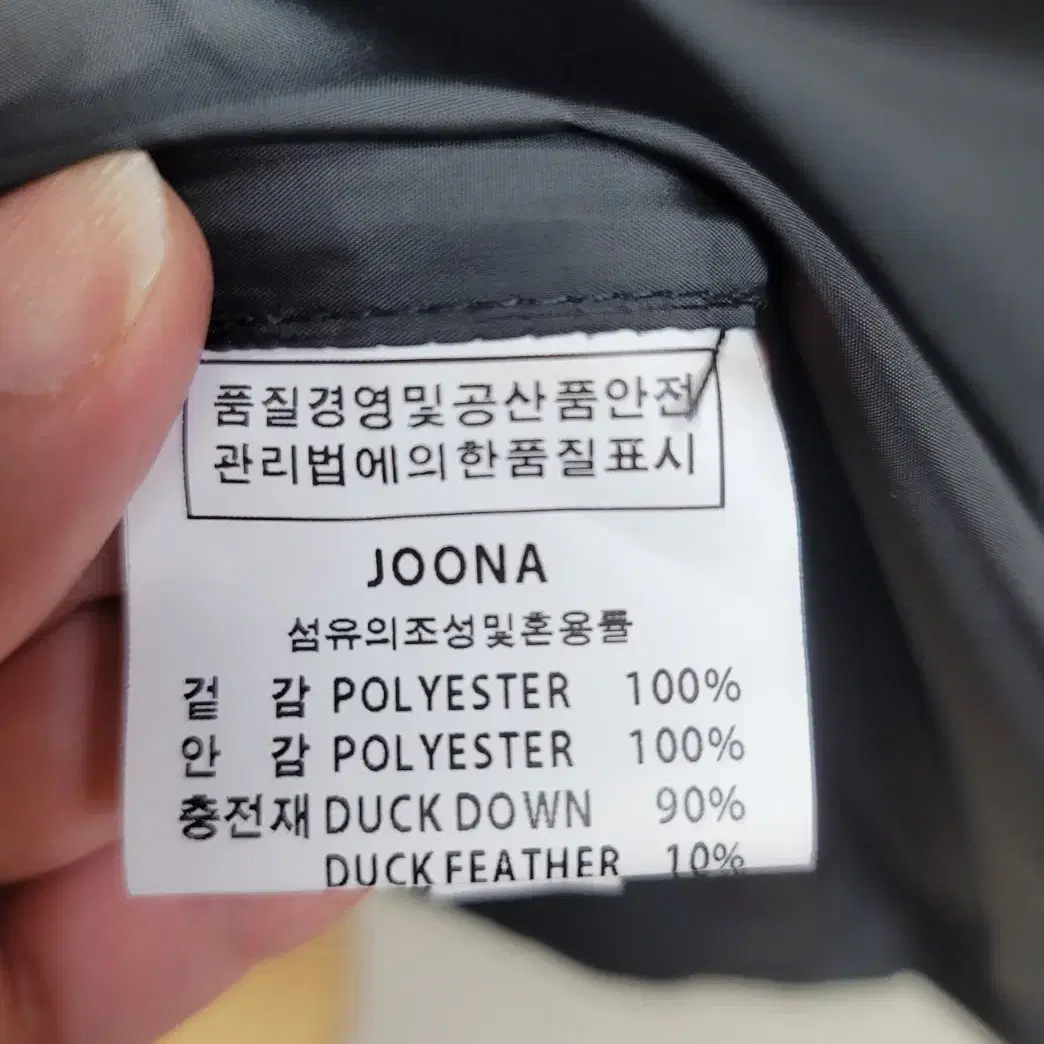 품질경영및공산품안전
관리법에의한품질표시
JOONA
섬유의조성및혼용률
겉 감 POLYESTER 100%
안 감 POLYESTER 100%
충전재 DUCK DOWN 90%
DUCK FEATHER 10%